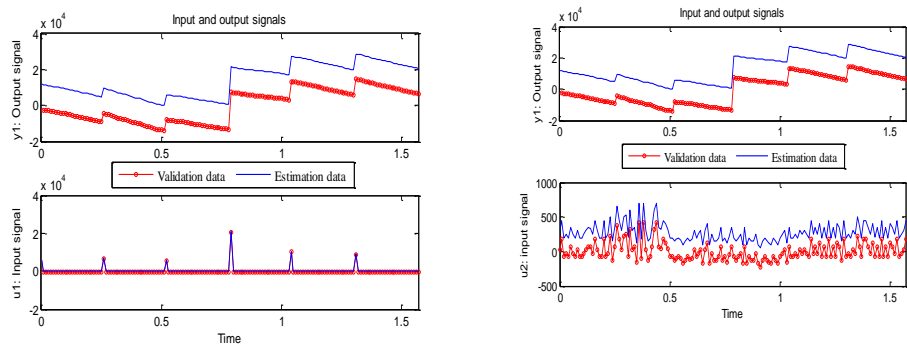 Input and output signals
x 10^4
y1: Output signal
4
2
0
-2
0 0.5 1 1.5
Validation data Estimation data
x 10^4
u1: Input signal
4
2
0
-2
0 0.5 1 1.5
Time
Input and output signals
x 10^4
y1: Output signal
4
2
0
-2
0 0.5 1 1.5
Validation data Estimation data
u2: input signal
1000
500
0
-500
0 0.5 1 1.5
Time